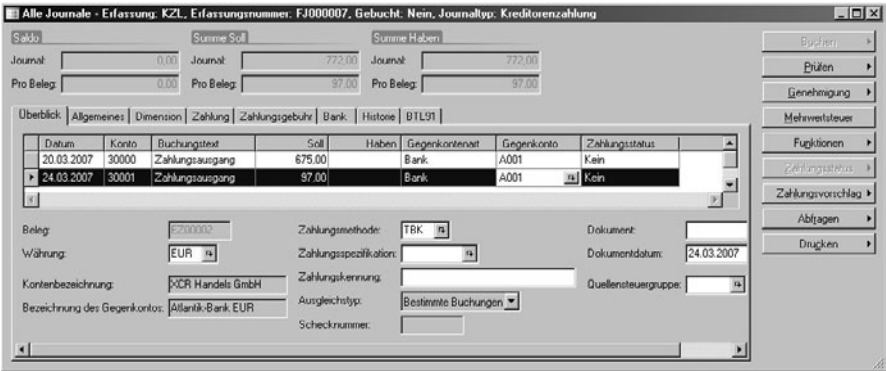 Alle Journale - Erfassung: KZL, Erfassungsnummer: FJ000007, Gebucht: Nein, Journaltyp: Kreditorenzahlung
Saldo Summe Soll Summe Haben
Journal: 0,00 Journal: 772,00 Journal: 772,00
Pro Beleg: 0,00 Pro Beleg: 97,00 Pro Beleg: 97,00
Buchen
Prüfen
Genehmigung
Mehrwertsteuer
Funktionen
Zahlungsstatus
Zahlungsvorschlag
Abfragen
Drucken
Überblick Allgemeines Dimension Zahlung Zahlungsgebühr Bank Historie BTL91
Datum Konto Buchungstext Soll Haben Gegenkontenart Gegenkonto Zahlungsstatus
20.03.2007 30000 Zahlungsausgang 675,00 Bank A001 Kein
24.03.2007 30001 Zahlungsausgang 97,00 Bank A001 Kein
Beleg: EZ00002 Zahlungsmethode: TBK Dokument:
Währung: EUR Zahlungsspezifikation: Dokumentdatum: 24.03.2007
Kontenbezeichnung: XCR Handels GmbH Zahlungskennung: Quellensteuergruppe:
Bezeichnung des Gegenkontos: Atlantik-Bank EUR Ausgleichstyp: Bestimmte Buchungen
Schecknummer: